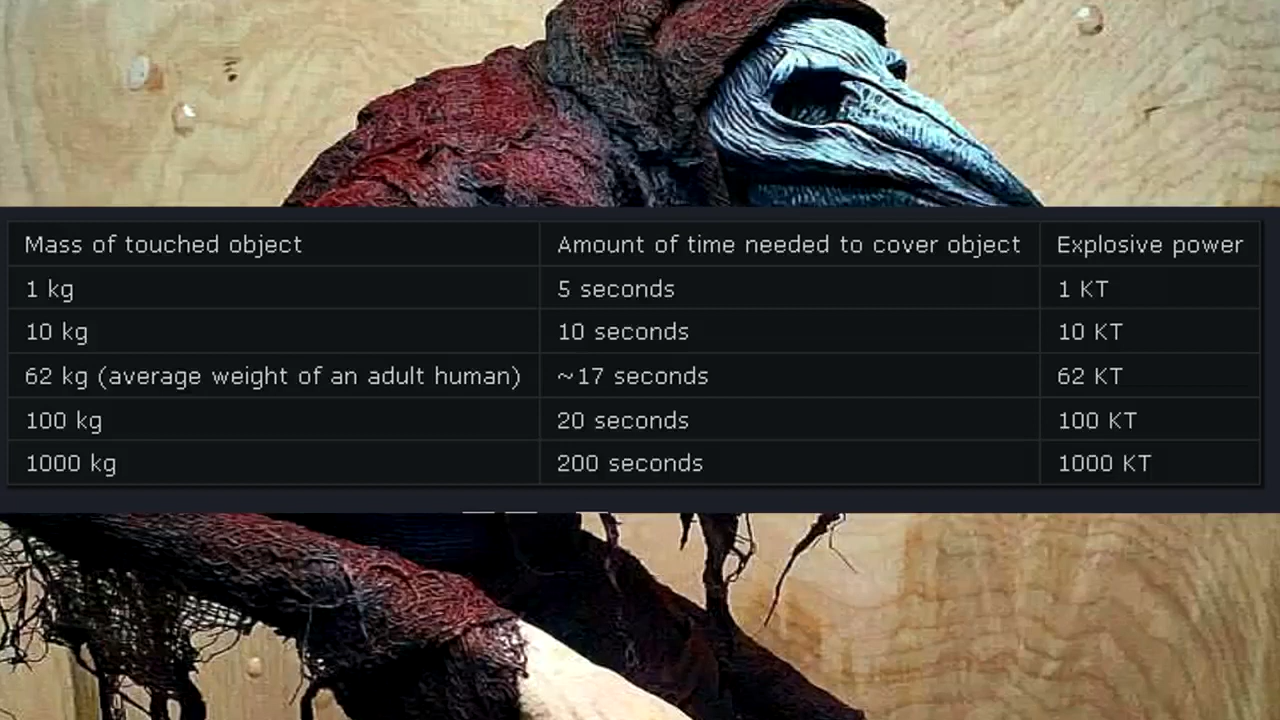 Mass of touched object Amount of time needed to cover object Explosive power
1 kg 5 seconds 1 KT
10 kg 10 seconds 10 KT
62 kg (average weight of an adult human) ~17 seconds 62 KT
100 kg 20 seconds 100 KT
1000 kg 200 seconds 1000 KT